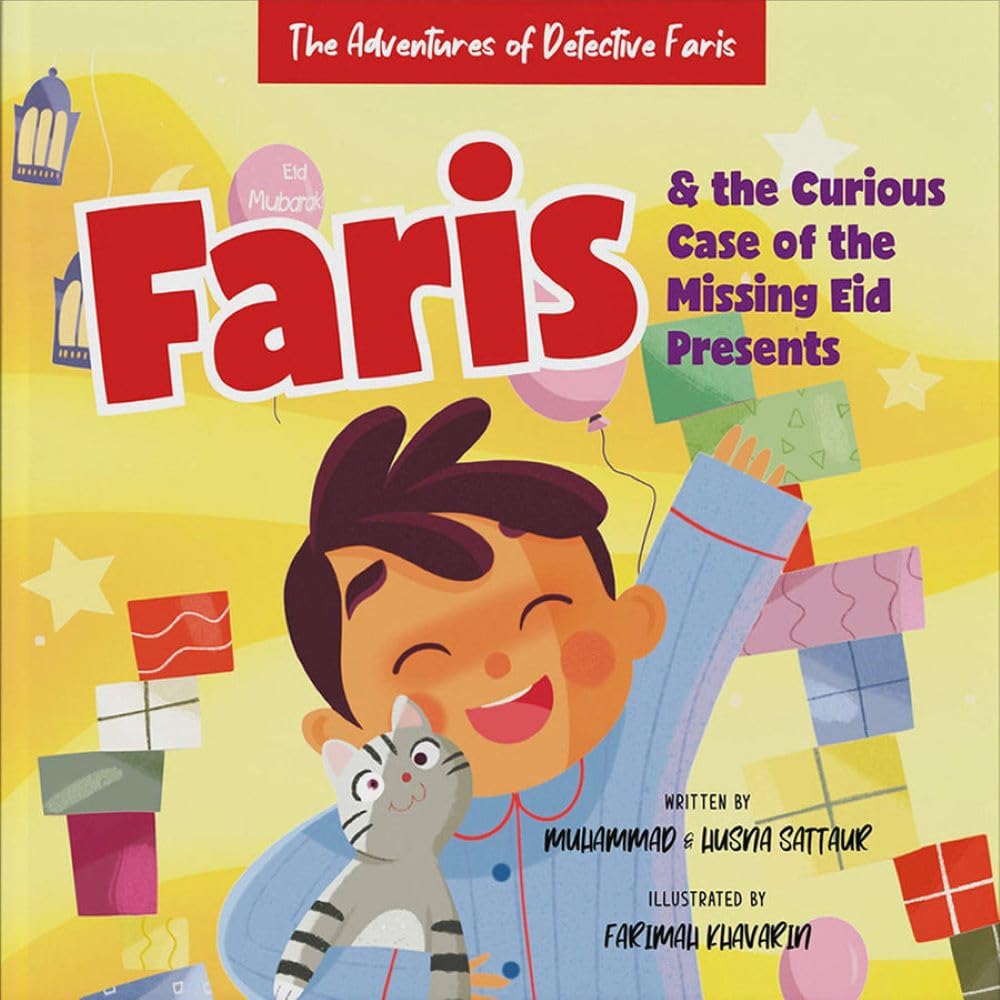 The Adventures of Detective Faris
Eid
Mubarak
Faris
& the Curious
Case of the
Missing Eid
Presents
WRITTEN BY
MUHAMMAD & HUSNA SATTAUR
ILLUSTRATED BY
FARIMAH KHAVARIN